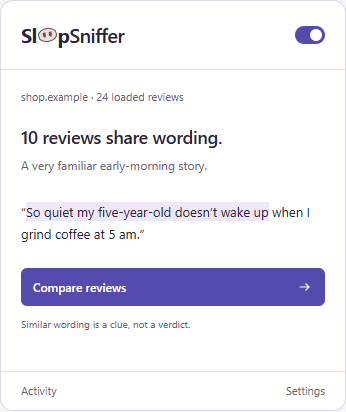 SlopSniffer
shop.example · 24 loaded reviews
10 reviews share wording.
A very familiar early-morning story.
“So quiet my five-year-old doesn’t wake up when I
grind coffee at 5 am.”
Compare reviews →
Similar wording is a clue, not a verdict.
Activity Settings